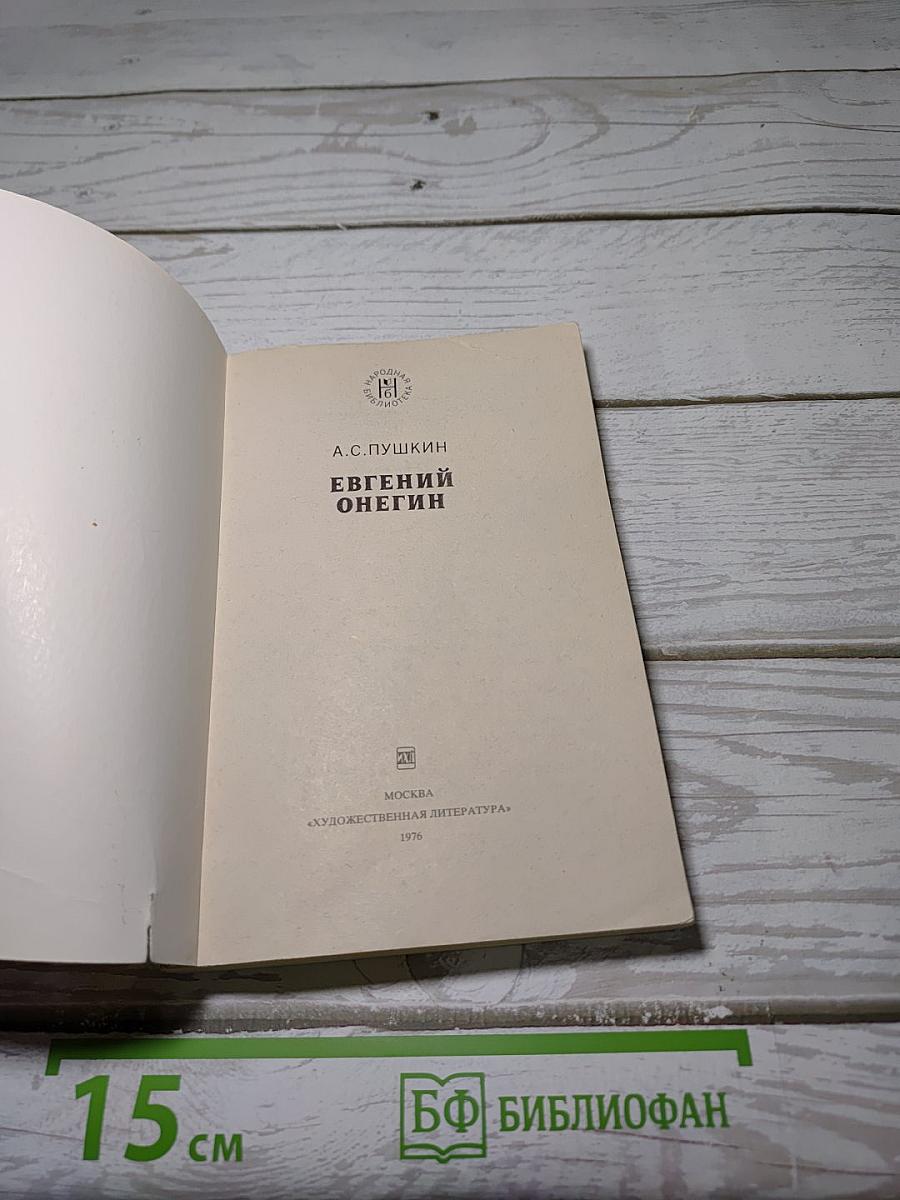 НАРОДНАЯ
БИБЛИОТЕКА
Н
б
А.С.ПУШКИН
ЕВГЕНИЙ
ОНЕГИН
МОСКВА
«ХУДОЖЕСТВЕННАЯ ЛИТЕРАТУРА»
1976
15 см
БФ БИБЛИОФАН